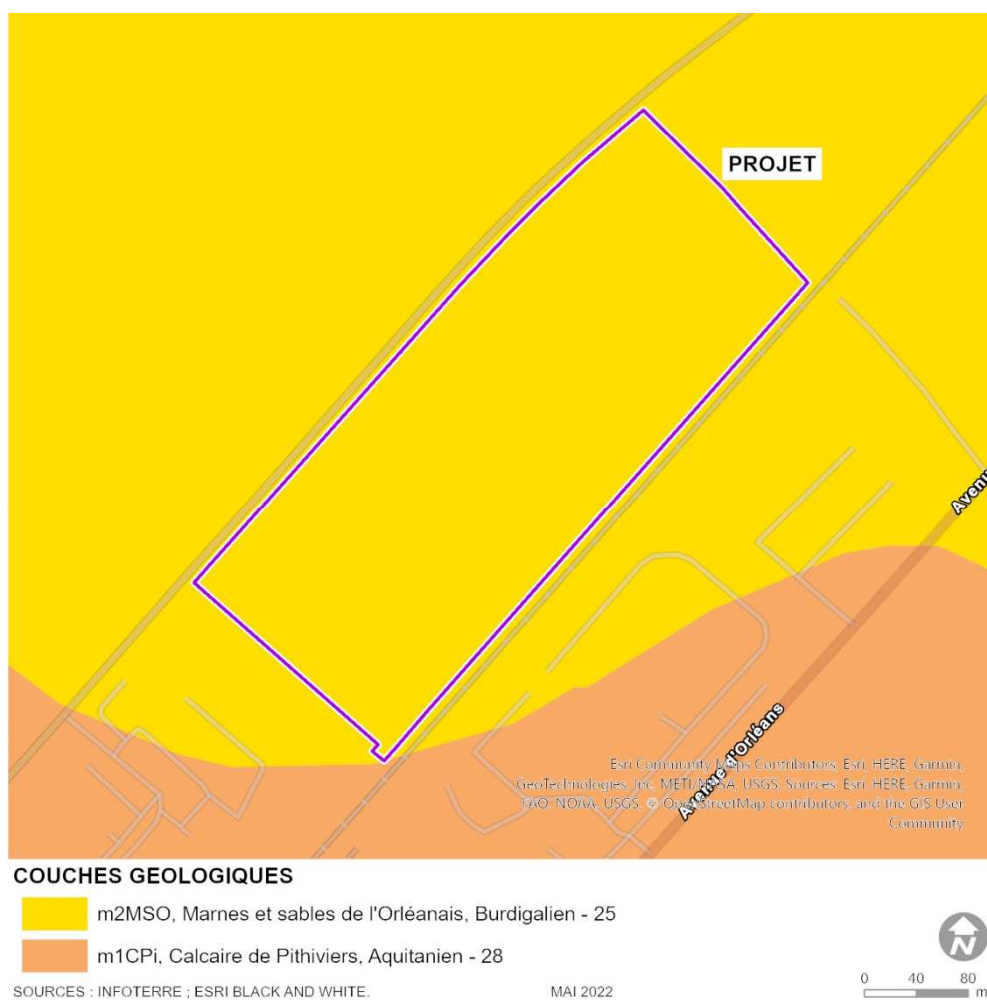 PROJET
Avenu
Avenue d'Orléans
Esri Community Maps Contributors, Esri, HERE, Garmin,
GeoTechnologies, Inc, METI/NASA, USGS, Sources: Esri, HERE, Garmin,
FAO, NOAA, USGS, © OpenStreetMap contributors, and the GIS User
Community
COUCHES GEOLOGIQUES
m2MSO, Marnes et sables de l'Orléanais, Burdigalien - 25
m1CPi, Calcaire de Pithiviers, Aquitanien - 28
N
SOURCES : INFOTERRE ; ESRI BLACK AND WHITE.
MAI 2022
0 40 80
m